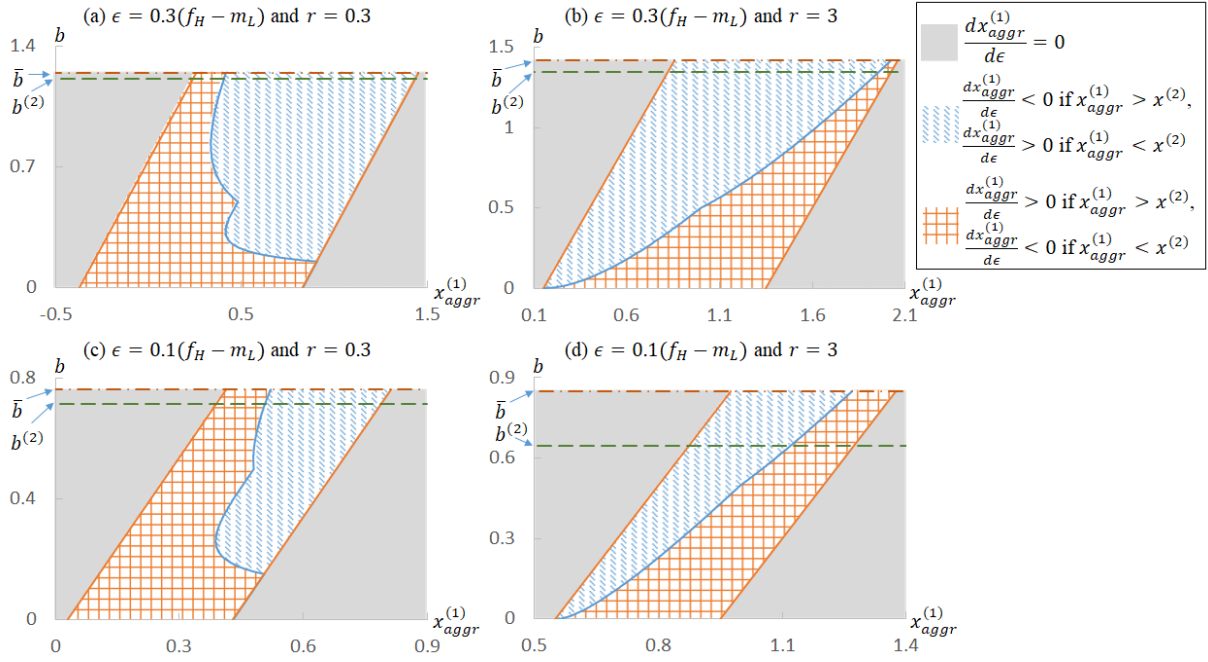 (a) ϵ = 0.3(f_H − m_L) and r = 0.3
b
1.4
b̄
b^(2)
0.7
0
-0.5
0.5
1.5
x_aggr^(1)
(b) ϵ = 0.3(f_H − m_L) and r = 3
b
1.5
b̄
b^(2)
1
0.5
0
0.1
0.6
1.1
1.6
2.1
x_aggr^(1)
dx_aggr^(1)/dϵ = 0
dx_aggr^(1)/dϵ < 0 if x_aggr^(1) > x^(2),
dx_aggr^(1)/dϵ > 0 if x_aggr^(1) < x^(2)
dx_aggr^(1)/dϵ > 0 if x_aggr^(1) > x^(2),
dx_aggr^(1)/dϵ < 0 if x_aggr^(1) < x^(2)
(c) ϵ = 0.1(f_H − m_L) and r = 0.3
b
0.8
b̄
b^(2)
0.4
0
0
0.3
0.6
0.9
x_aggr^(1)
(d) ϵ = 0.1(f_H − m_L) and r = 3
b
0.9
b̄
b^(2)
0.6
0.3
0
0.5
0.8
1.1
1.4
x_aggr^(1)